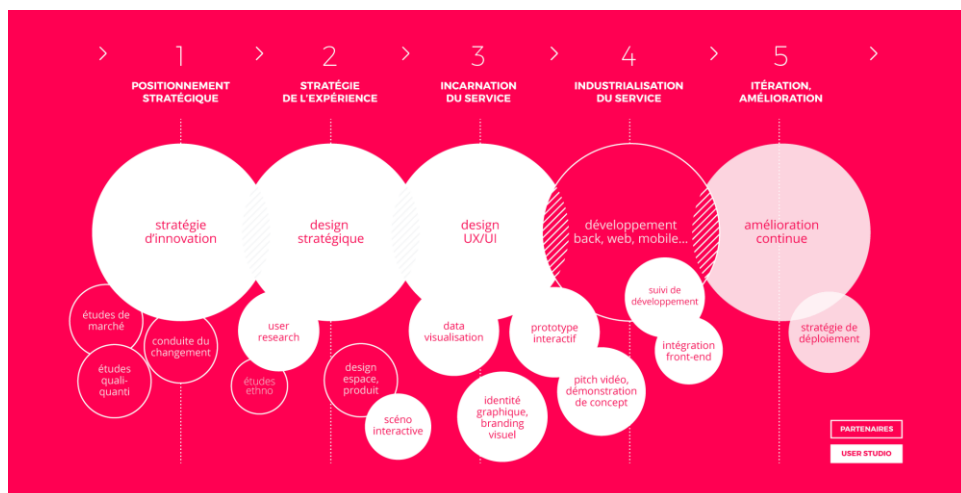 1
2
3
4
5
POSITIONNEMENT
STRATÉGIQUE
STRATÉGIE
DE L'EXPÉRIENCE
INCARNATION
DU SERVICE
INDUSTRIALISATION
DU SERVICE
ITÉRATION,
AMÉLIORATION
stratégie
d'innovation
design
stratégique
design
UX/UI
développement
back, web, mobile...
amélioration
continue
études de
marché
conduite du
changement
études
quali-
quanti
user
research
études
ethno
design
espace,
produit
scéno
interactive
data
visualisation
identité
graphique,
branding
visuel
prototype
interactif
pitch vidéo,
démonstration
de concept
suivi de
développement
intégration
front-end
stratégie de
déploiement
PARTENAIRES
USER STUDIO